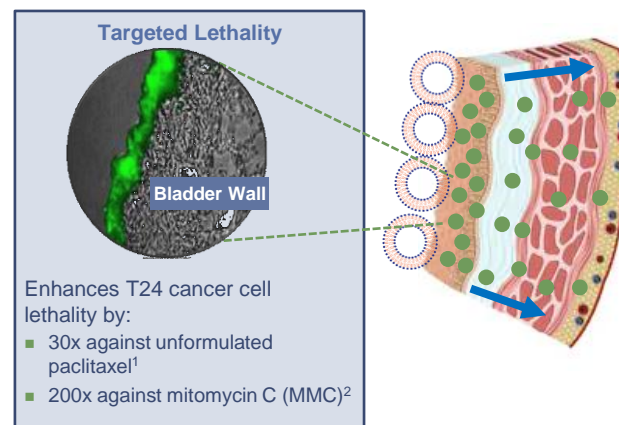 Targeted Lethality
Bladder Wall
Enhances T24 cancer cell
lethality by:
■ 30x against unformulated
paclitaxel¹
■ 200x against mitomycin C (MMC)²